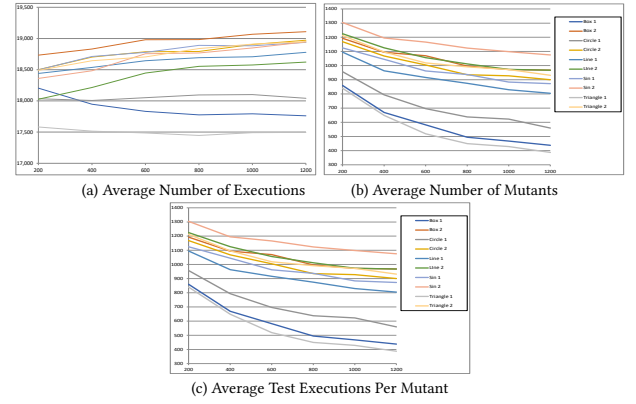 19,500
19,000
18,500
18,000
17,500
17,000
200 400 600 800 1000 1200
(a) Average Number of Executions
1400
1300
1200
1100
1000
900
800
700
600
500
400
300
200 400 600 800 1000 1200
Box 1
Box 2
Circle 1
Circle 2
Line 1
Line 2
Sin 1
Sin 2
Triangle 1
Triangle 2
(b) Average Number of Mutants
1400
1300
1200
1100
1000
900
800
700
600
500
400
300
200 400 600 800 1000 1200
Box 1
Box 2
Circle 1
Circle 2
Line 1
Line 2
Sin 1
Sin 2
Triangle 1
Triangle 2
(c) Average Test Executions Per Mutant